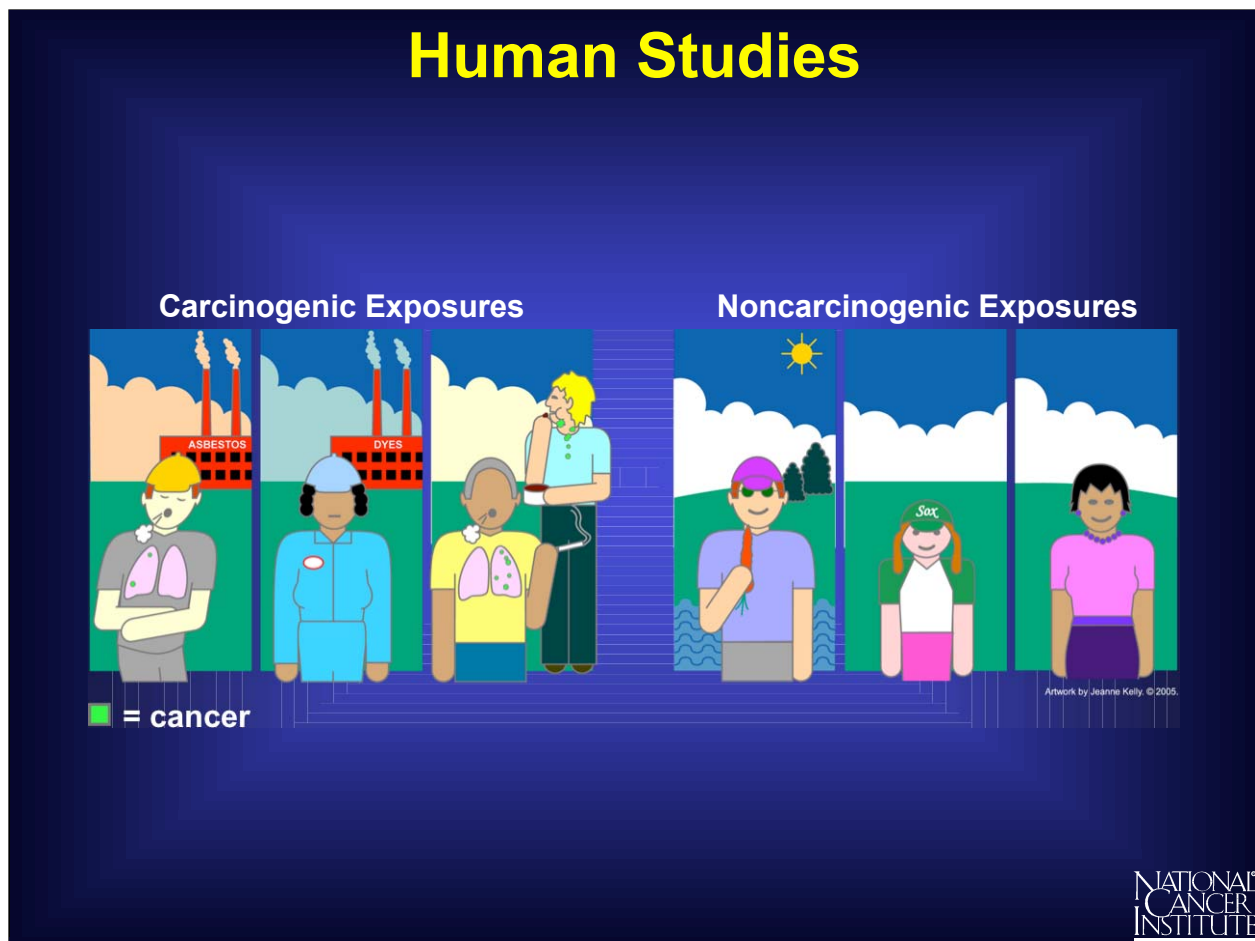 Human Studies
Carcinogenic Exposures
Noncarcinogenic Exposures
ASBESTOS
DYES
Sox
Artwork by Jeanne Kelly. © 2005.
= cancer
NATIONAL®
CANCER
INSTITUTE